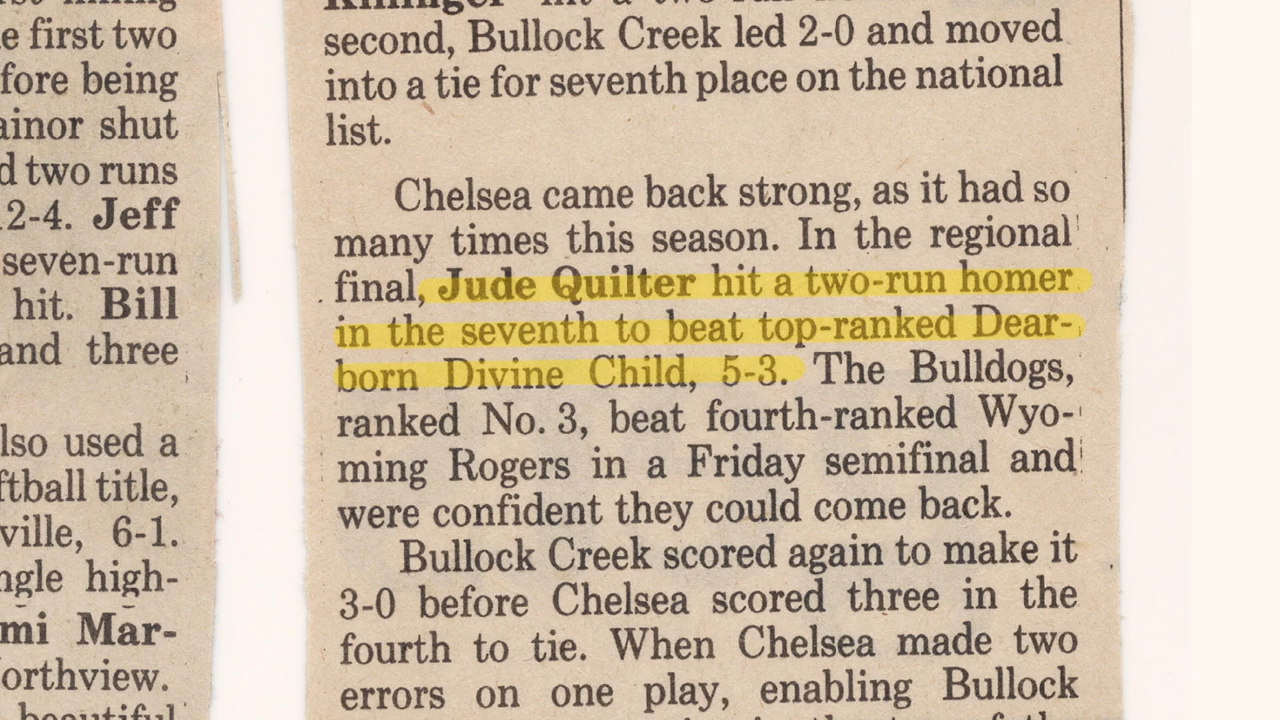 e first two
fore being
ainor shut
d two runs
2-4. Jeff
seven-run
hit. Bill
and three
lso used a
ftball title,
ville, 6-1.
ngle high-
mi Mar-
orthview.
beautiful
second, Bullock Creek led 2-0 and moved
into a tie for seventh place on the national
list.
Chelsea came back strong, as it had so
many times this season. In the regional
final, Jude Quilter hit a two-run homer
in the seventh to beat top-ranked Dear-
born Divine Child, 5-3. The Bulldogs,
ranked No. 3, beat fourth-ranked Wyo-
ming Rogers in a Friday semifinal and
were confident they could come back.
Bullock Creek scored again to make it
3-0 before Chelsea scored three in the
fourth to tie. When Chelsea made two
errors on one play, enabling Bullock